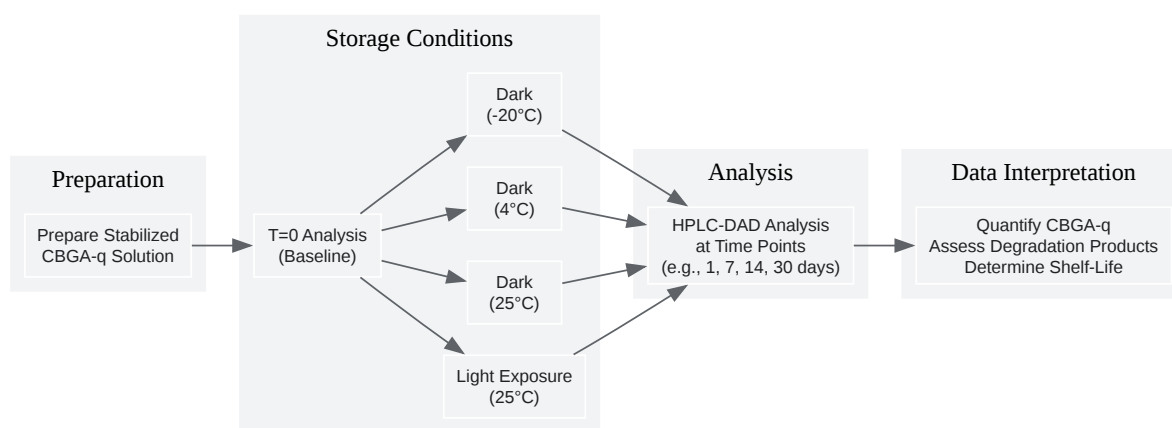 Preparation
Prepare Stabilized
CBGA-q Solution
Storage Conditions
T=0 Analysis
(Baseline)
Dark
(-20°C)
Dark
(4°C)
Dark
(25°C)
Light Exposure
(25°C)
Analysis
HPLC-DAD Analysis
at Time Points
(e.g., 1, 7, 14, 30 days)
Data Interpretation
Quantify CBGA-q
Assess Degradation Products
Determine Shelf-Life